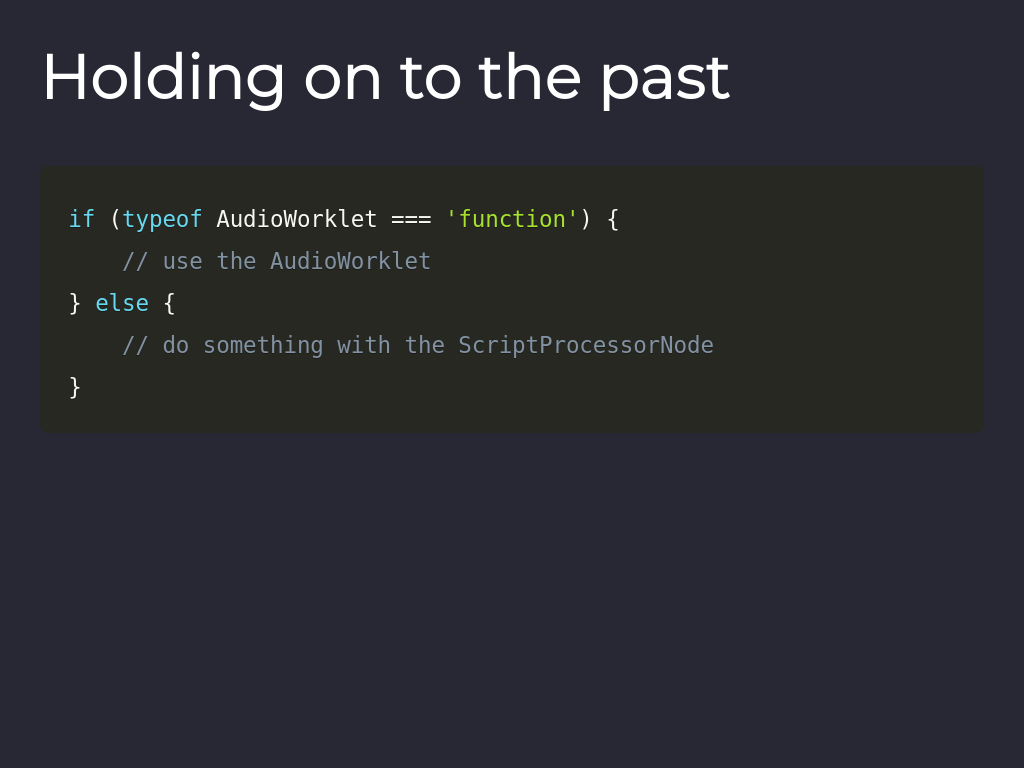 Holding on to the past
if (typeof AudioWorklet === 'function') {
    // use the AudioWorklet
} else {
    // do something with the ScriptProcessorNode
}